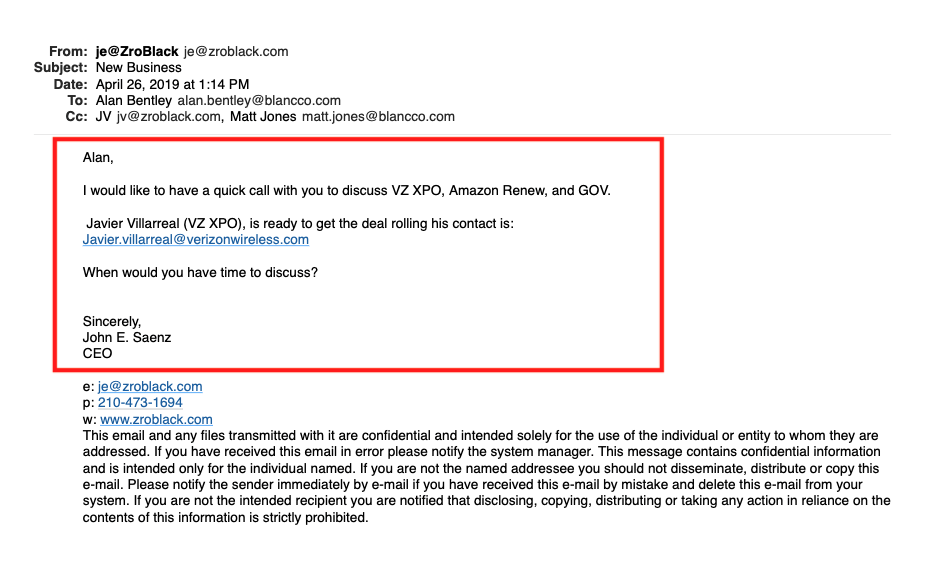 From: je@ZroBlack je@zroblack.com
Subject: New Business
Date: April 26, 2019 at 1:14 PM
To: Alan Bentley alan.bentley@blancco.com
Cc: JV jv@zroblack.com, Matt Jones matt.jones@blancco.com
Alan,
I would like to have a quick call with you to discuss VZ XPO, Amazon Renew, and GOV.
Javier Villarreal (VZ XPO), is ready to get the deal rolling his contact is:
Javier.villarreal@verizonwireless.com
When would you have time to discuss?
Sincerely,
John E. Saenz
CEO
e: je@zroblack.com
p: 210-473-1694
w: www.zroblack.com
This email and any files transmitted with it are confidential and intended solely for the use of the individual or entity to whom they are
addressed. If you have received this email in error please notify the system manager. This message contains confidential information
and is intended only for the individual named. If you are not the named addressee you should not disseminate, distribute or copy this
e-mail. Please notify the sender immediately by e-mail if you have received this e-mail by mistake and delete this e-mail from your
system. If you are not the intended recipient you are notified that disclosing, copying, distributing or taking any action in reliance on the
contents of this information is strictly prohibited.